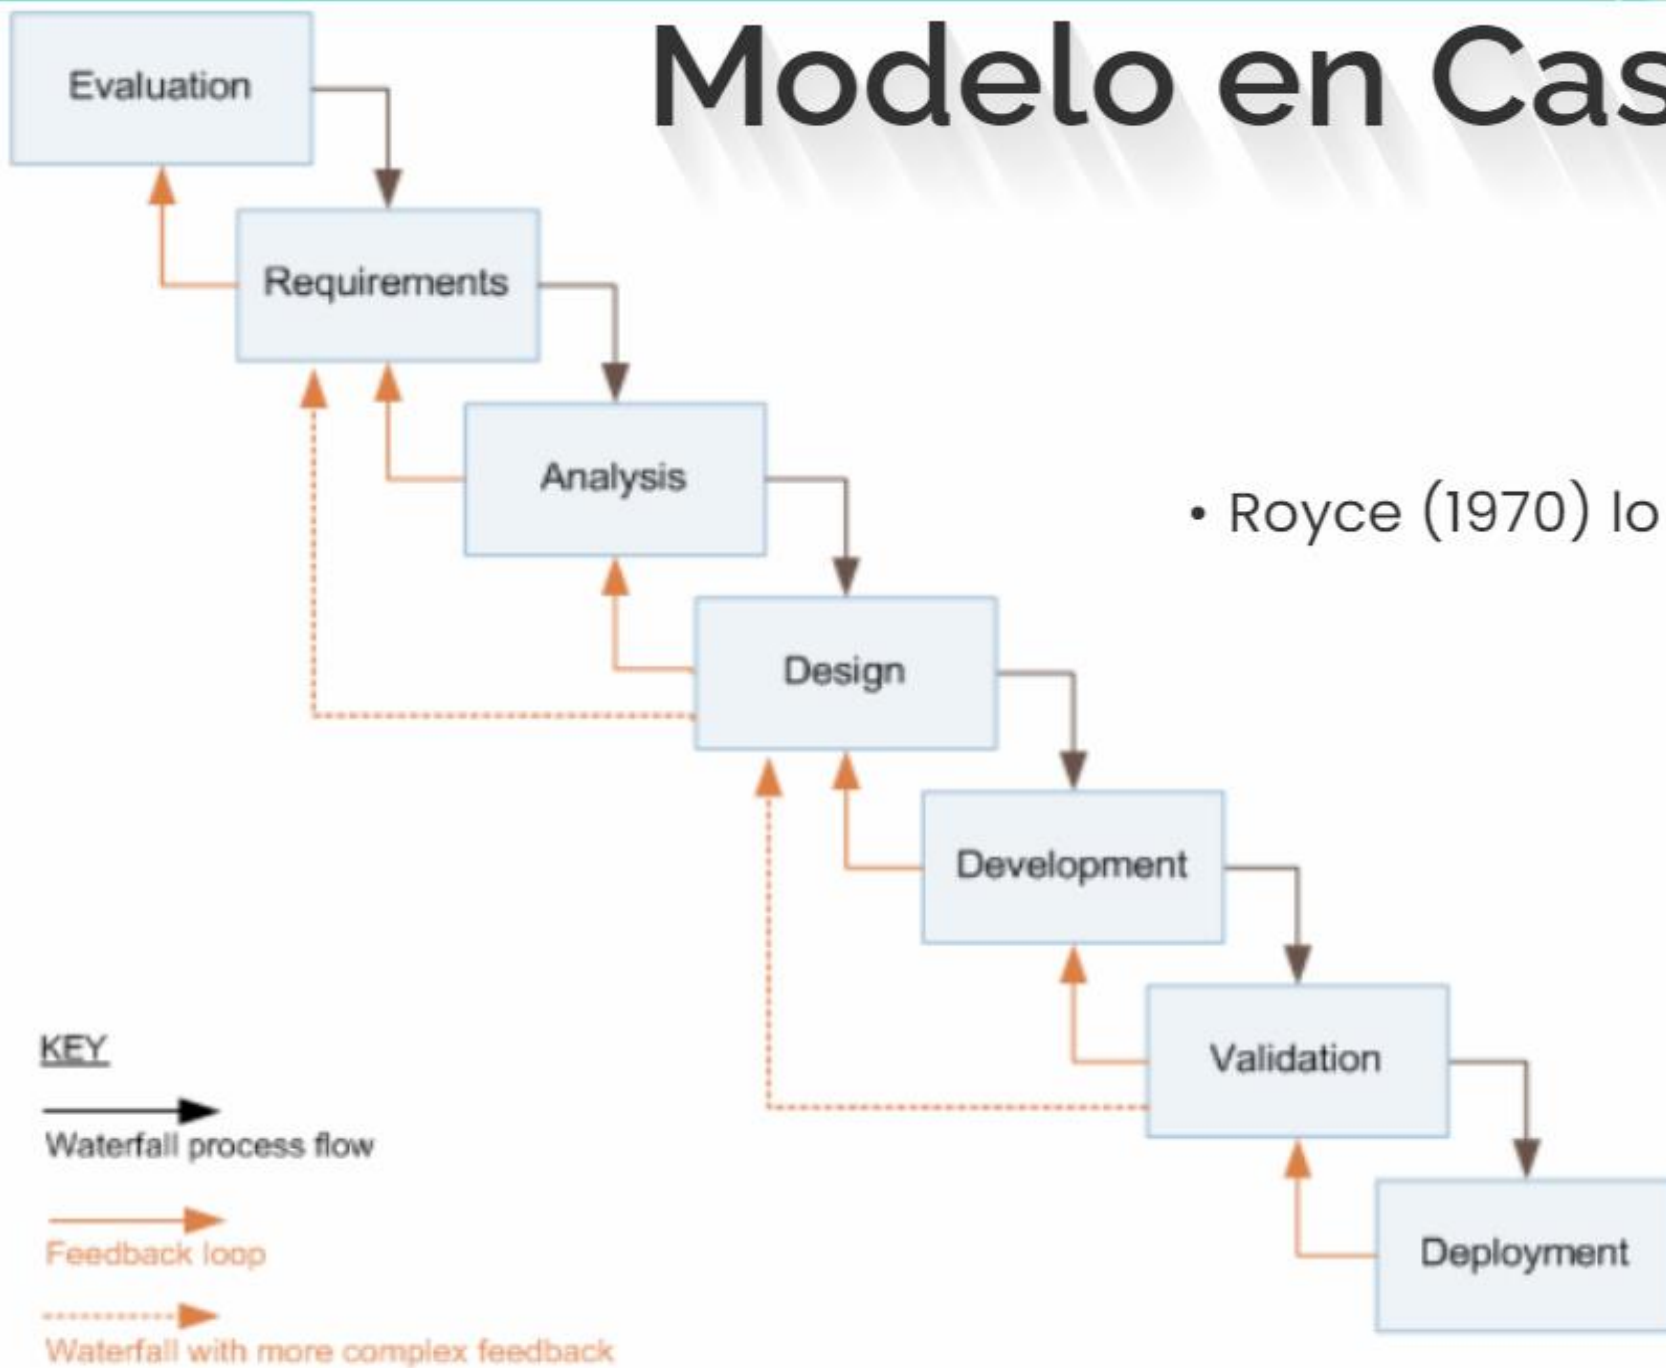 Modelo en Cas
Evaluation
Requirements
Analysis
• Royce (1970) lo
Design
Development
Validation
Deployment
KEY
Waterfall process flow
Feedback loop
Waterfall with more complex feedback